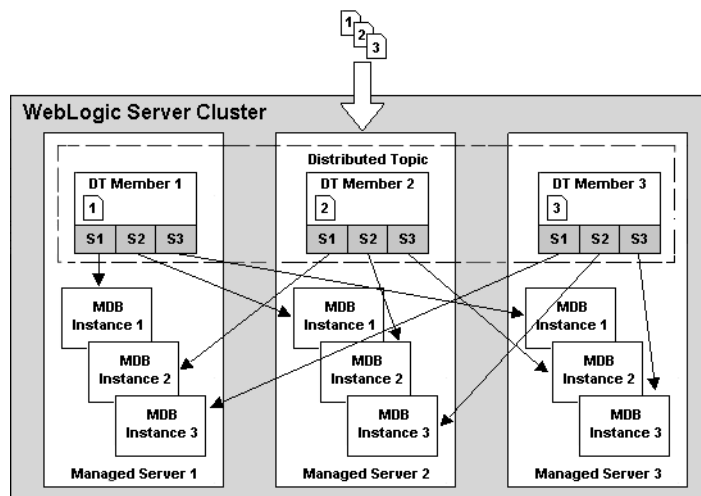 1
2
3
WebLogic Server Cluster
Distributed Topic
DT Member 1
1
S1 S2 S3
DT Member 2
2
S1 S2 S3
DT Member 3
3
S1 S2 S3
MDB
Instance 1
MDB
Instance 2
MDB
Instance 3
Managed Server 1
MDB
Instance 1
MDB
Instance 2
MDB
Instance 3
Managed Server 2
MDB
Instance 1
MDB
Instance 2
MDB
Instance 3
Managed Server 3